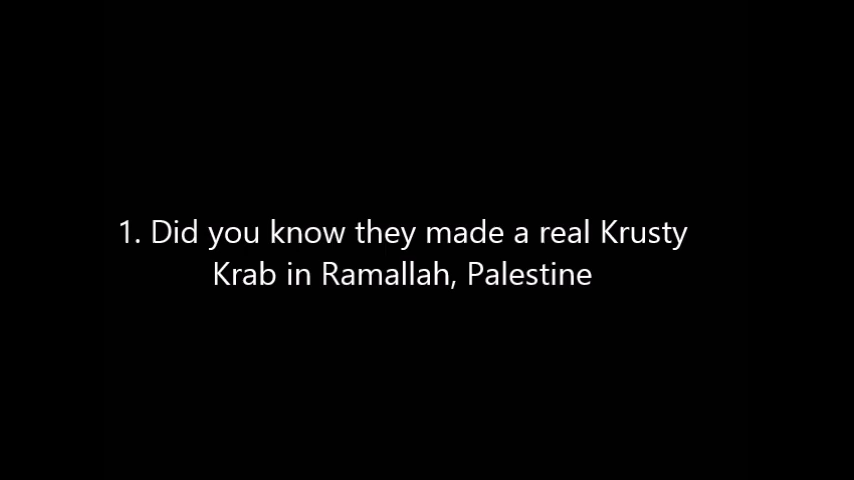 1. Did you know they made a real Krusty
Krab in Ramallah, Palestine